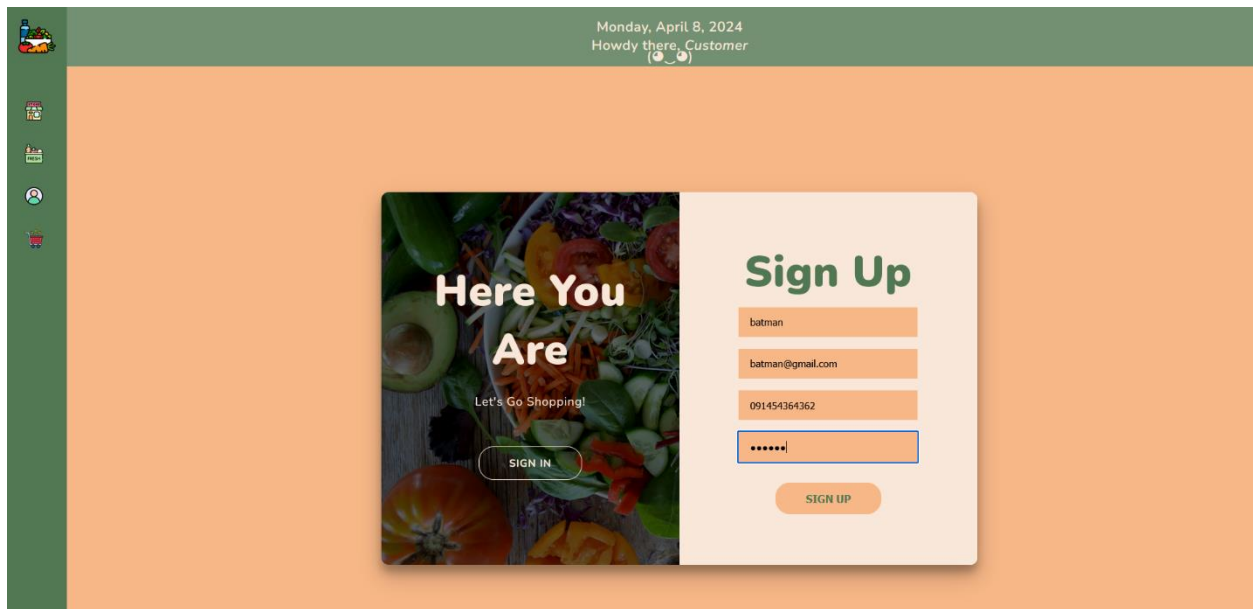 Monday, April 8, 2024
Howdy there, Customer
(◕‿◕)
FRESH
Here You
Are
Let's Go Shopping!
SIGN IN
Sign Up
batman
batman@gmail.com
091454364362
••••••
SIGN UP